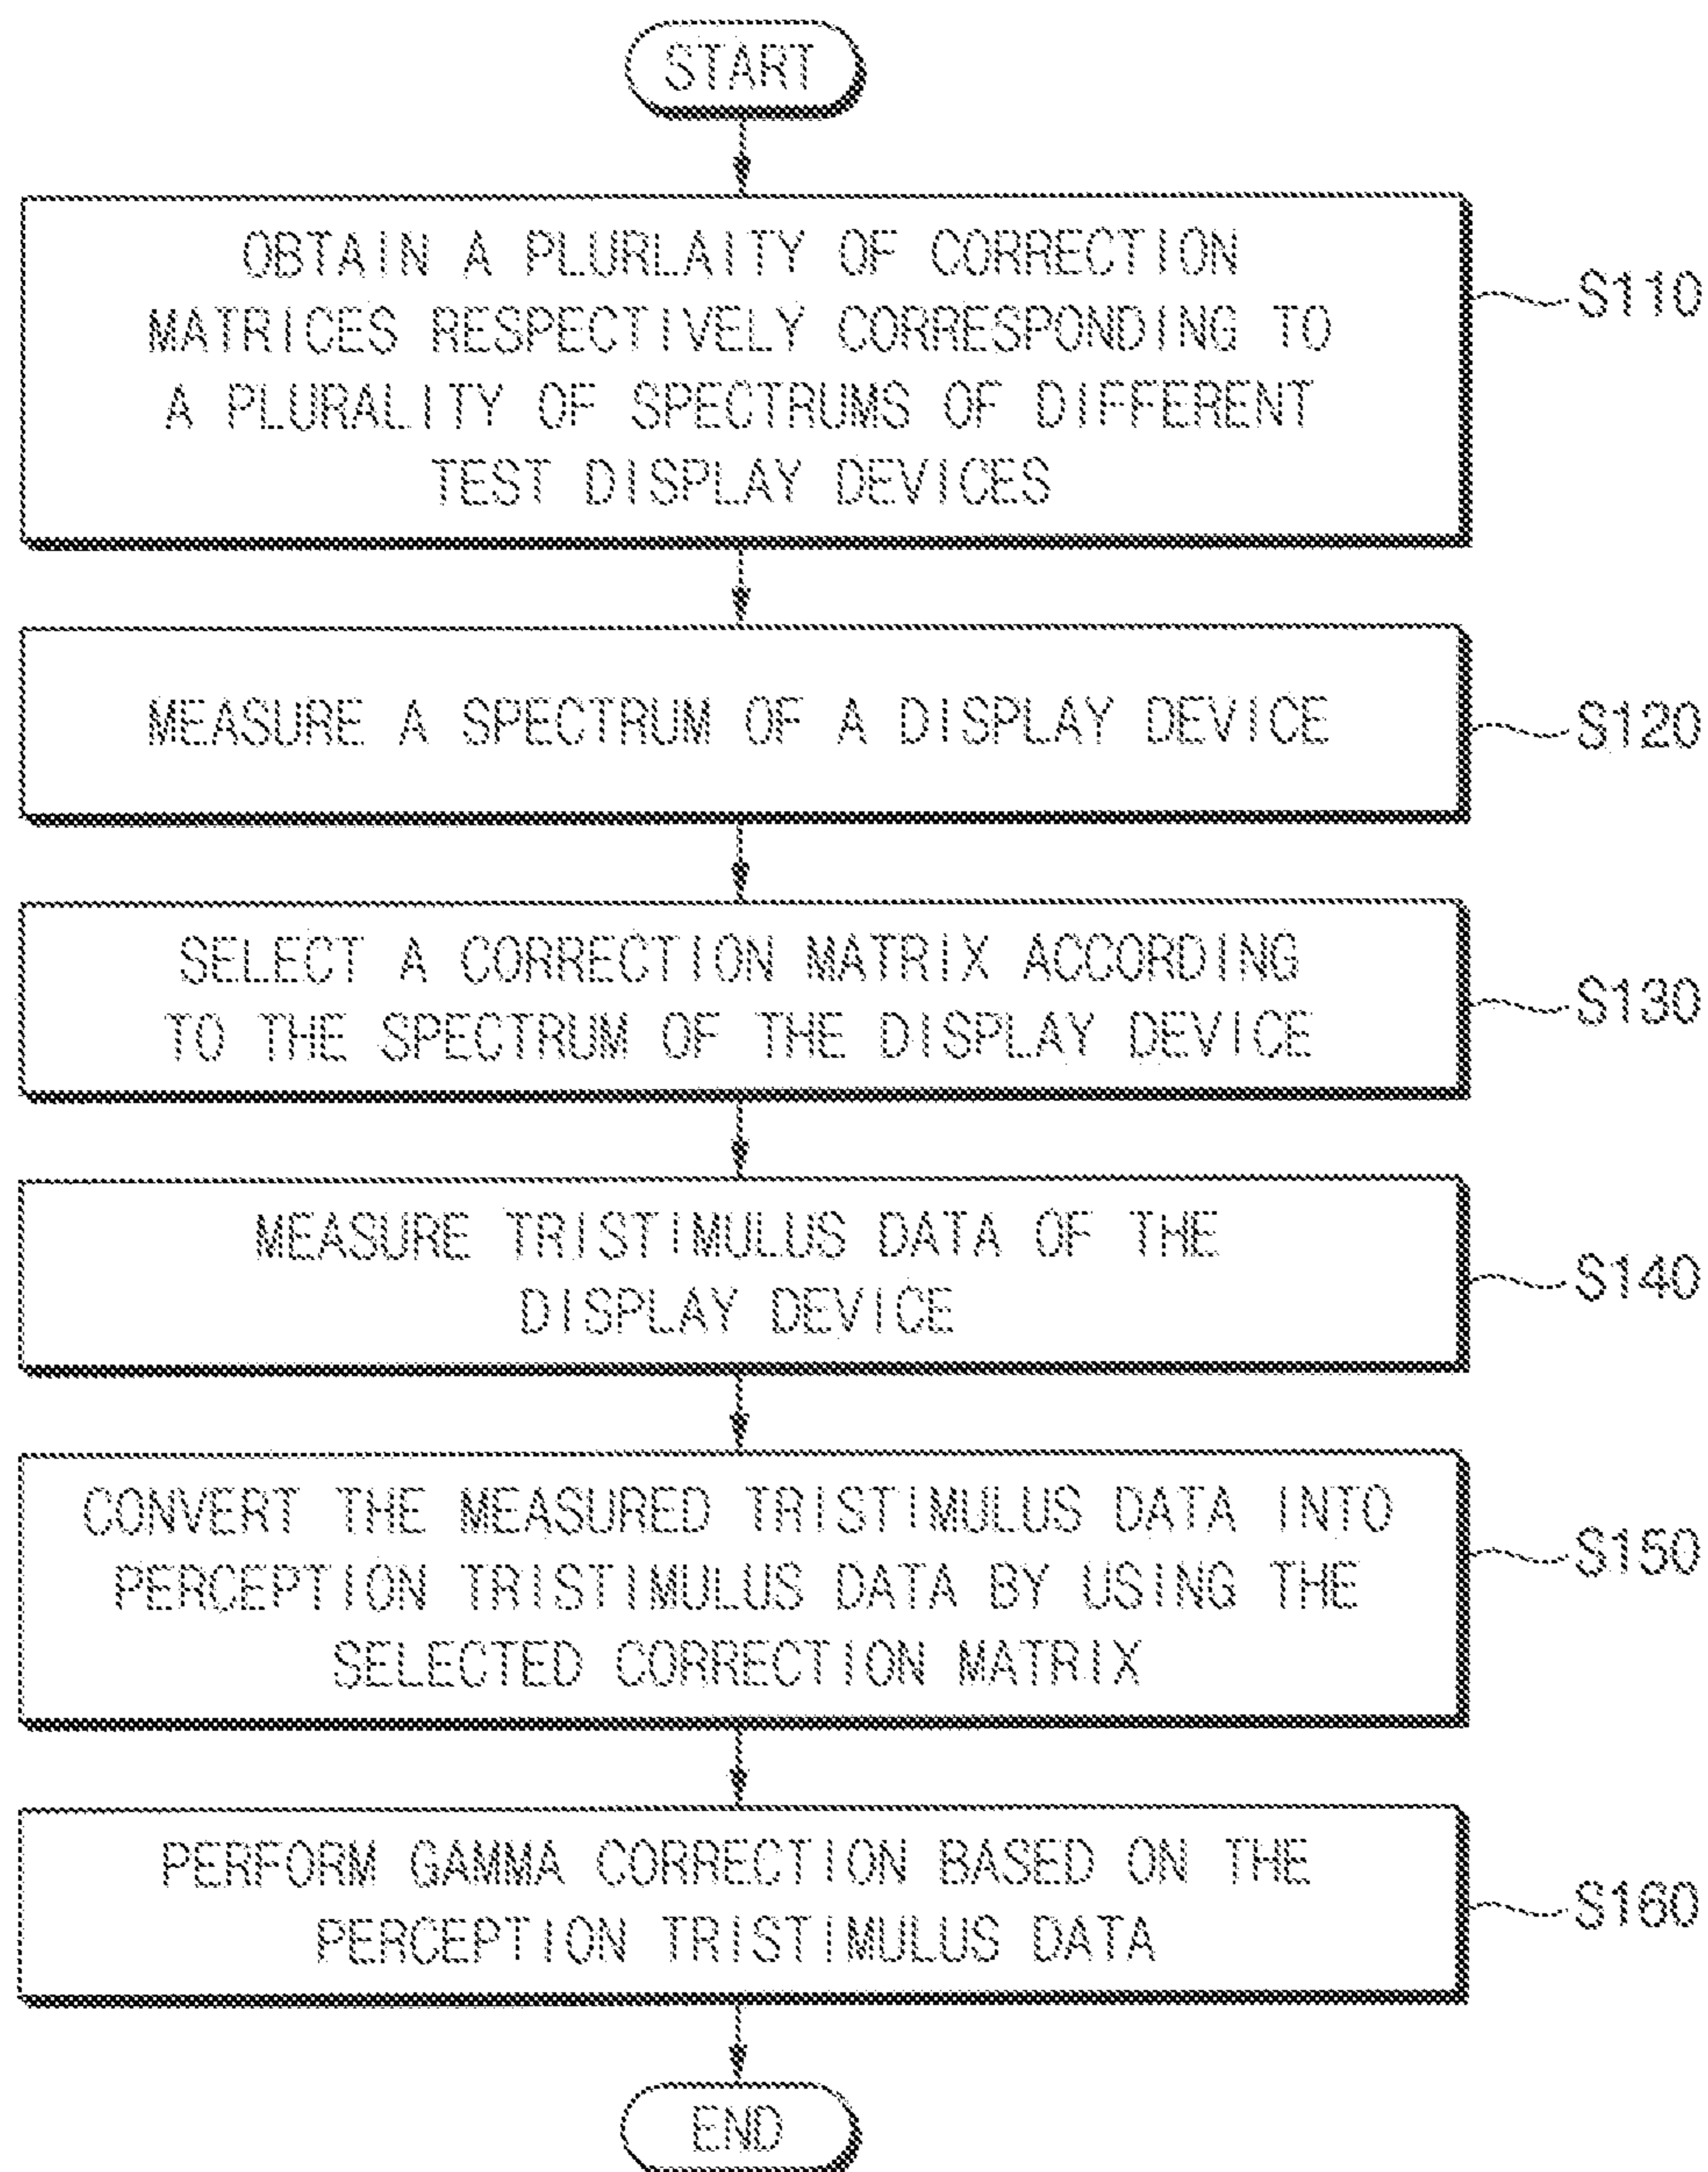 START
OBTAIN A PLURLAITY OF CORRECTION
MATRICES RESPECTIVELY CORRESPONDING TO
A PLURALITY OF SPECTRUMS OF DIFFERENT
TEST DISPLAY DEVICES
S110
MEASURE A SPECTRUM OF A DISPLAY DEVICE
S120
SELECT A CORRECTION MATRIX ACCORDING
TO THE SPECTRUM OF THE DISPLAY DEVICE
S130
MEASURE TRISTIMULUS DATA OF THE
DISPLAY DEVICE
S140
CONVERT THE MEASURED TRISTIMULUS DATA INTO
PERCEPTION TRISTIMULUS DATA BY USING THE
SELECTED CORRECTION MATRIX
S150
PERFORM GAMMA CORRECTION BASED ON THE
PERCEPTION TRISTIMULUS DATA
S160
END